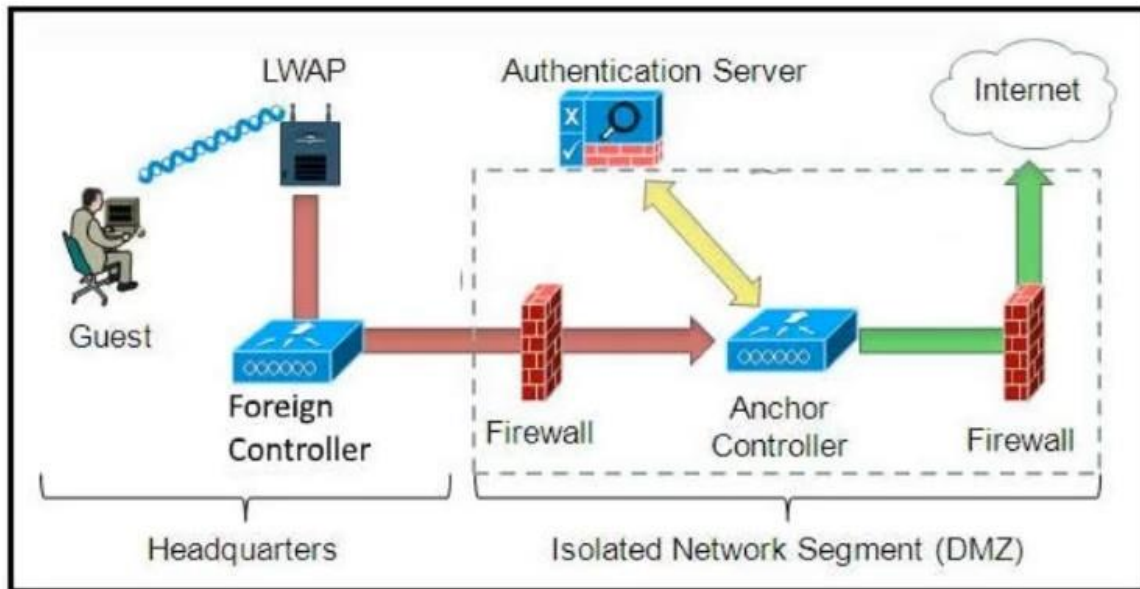 LWAP
Authentication Server
Internet
X
Guest
Foreign
Controller
Firewall
Anchor
Controller
Firewall
Headquarters
Isolated Network Segment (DMZ)